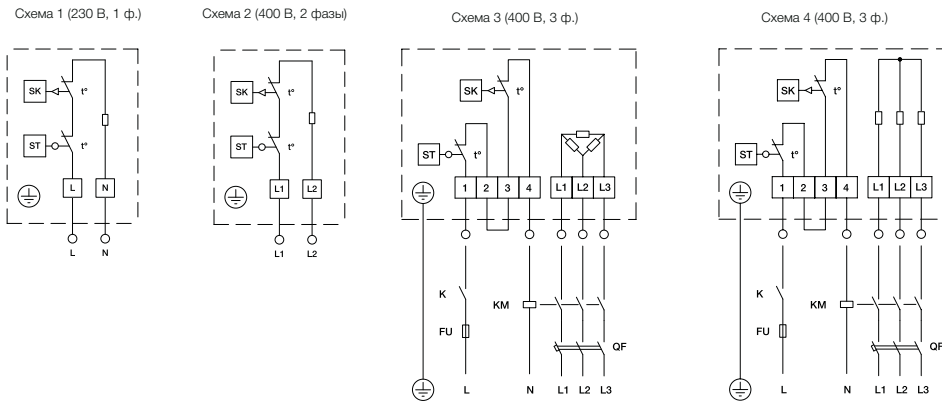 Схема 1 (230 В, 1 ф.)
SK
t°
ST
t°
L
N
L
N
Схема 2 (400 В, 2 фазы)
SK
t°
ST
t°
L1
L2
L1
L2
Схема 3 (400 В, 3 ф.)
SK
t°
ST
t°
1 2 3 4 L1 L2 L3
K
KM
FU
QF
L N L1 L2 L3
Схема 4 (400 В, 3 ф.)
SK
t°
ST
t°
1 2 3 4 L1 L2 L3
K
KM
FU
QF
L N L1 L2 L3